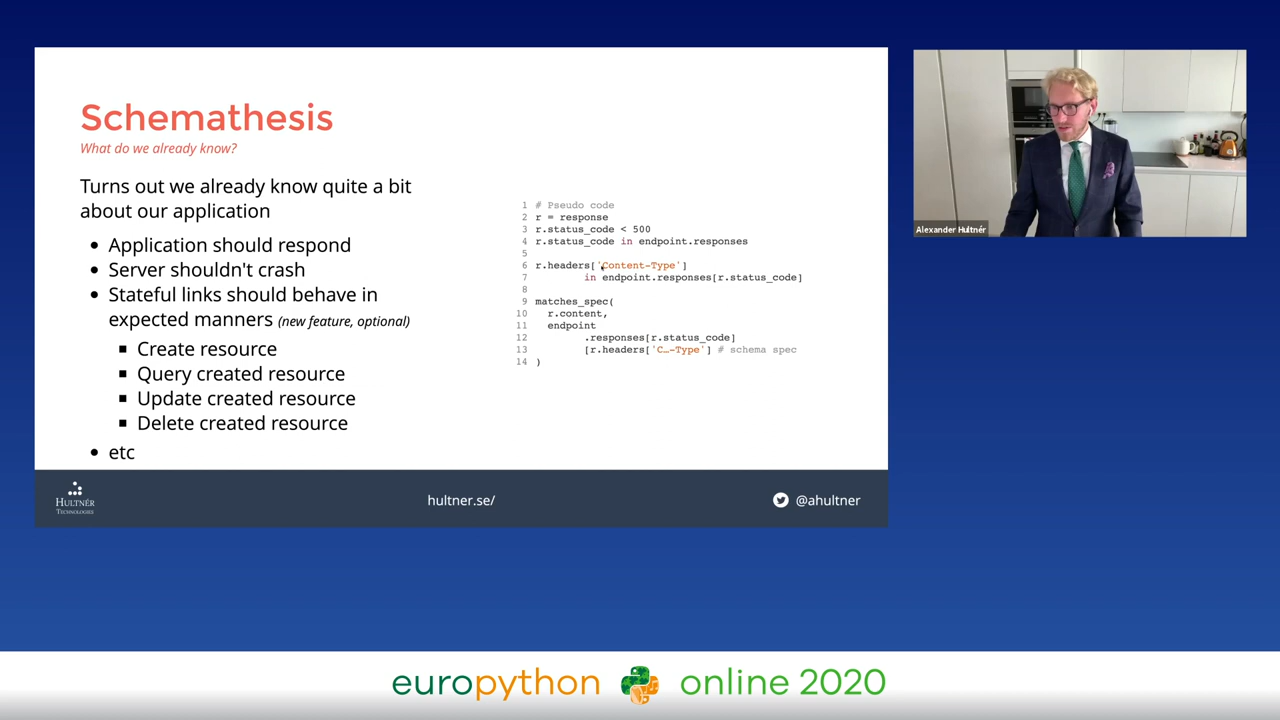 Schemathesis
What do we already know?
Turns out we already know quite a bit
about our application
Application should respond
Server shouldn't crash
Stateful links should behave in
expected manners (new feature, optional)
Create resource
Query created resource
Update created resource
Delete created resource
etc
1 # Pseudo code
2 r = response
3 r.status_code < 500
4 r.status_code in endpoint.responses
5
6 r.headers['Content-Type']
7 in endpoint.responses[r.status_code]
8
9 matches_spec(
10 r.content,
11 endpoint
12 .responses[r.status_code]
13 [r.headers['C…-Type'] # schema spec
14 )
HULTNÉR
TECHNOLOGIES
hultner.se/
@ahultner
Alexander Hultnér
europython online 2020